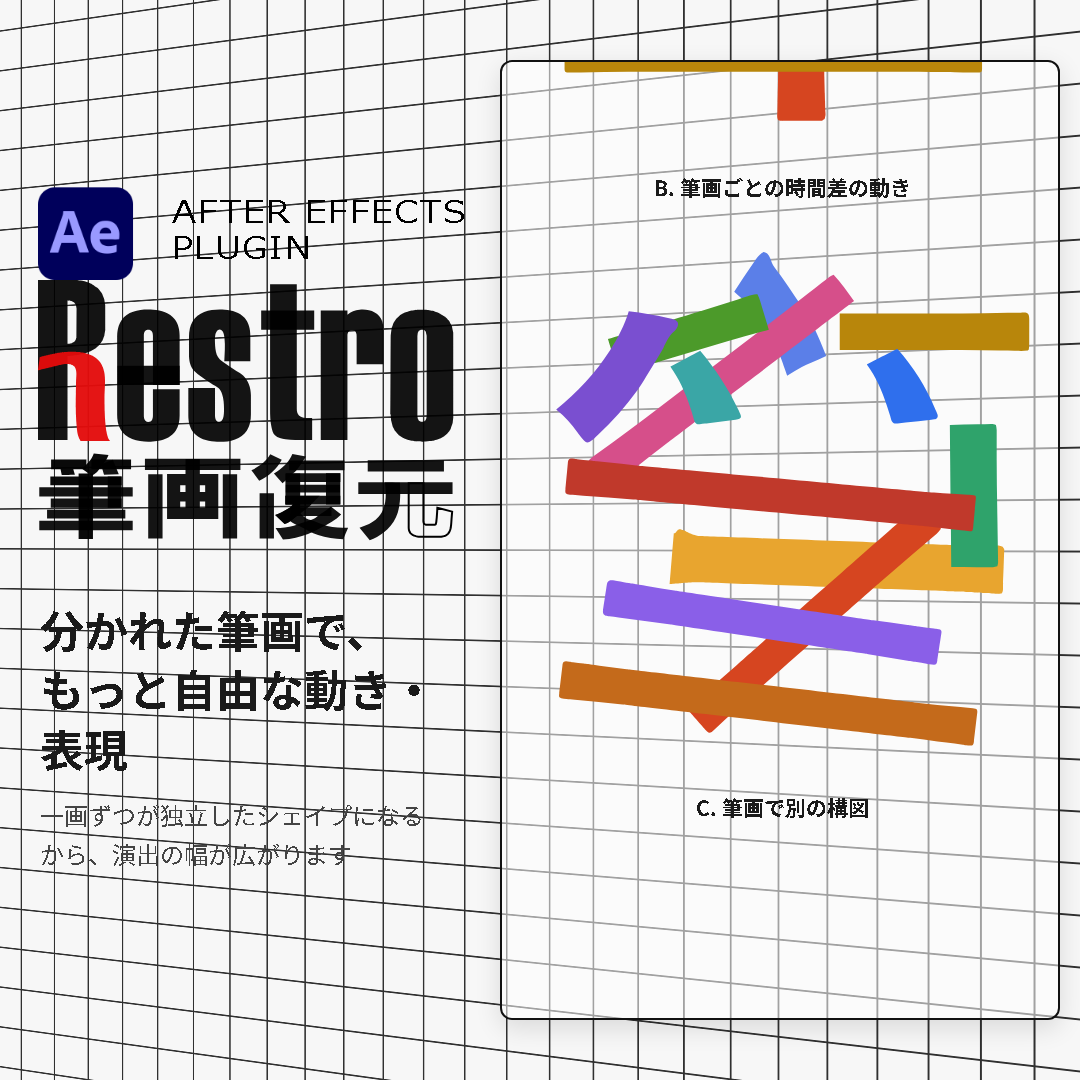 Ae
AFTER EFFECTS
PLUGIN
Restro
筆画復元
分かれた筆画で、
もっと自由な動き・
表現
一画ずつが独立したシェイプになる
から、演出の幅が広がります
B. 筆画ごとの時間差の動き
C. 筆画で別の構図